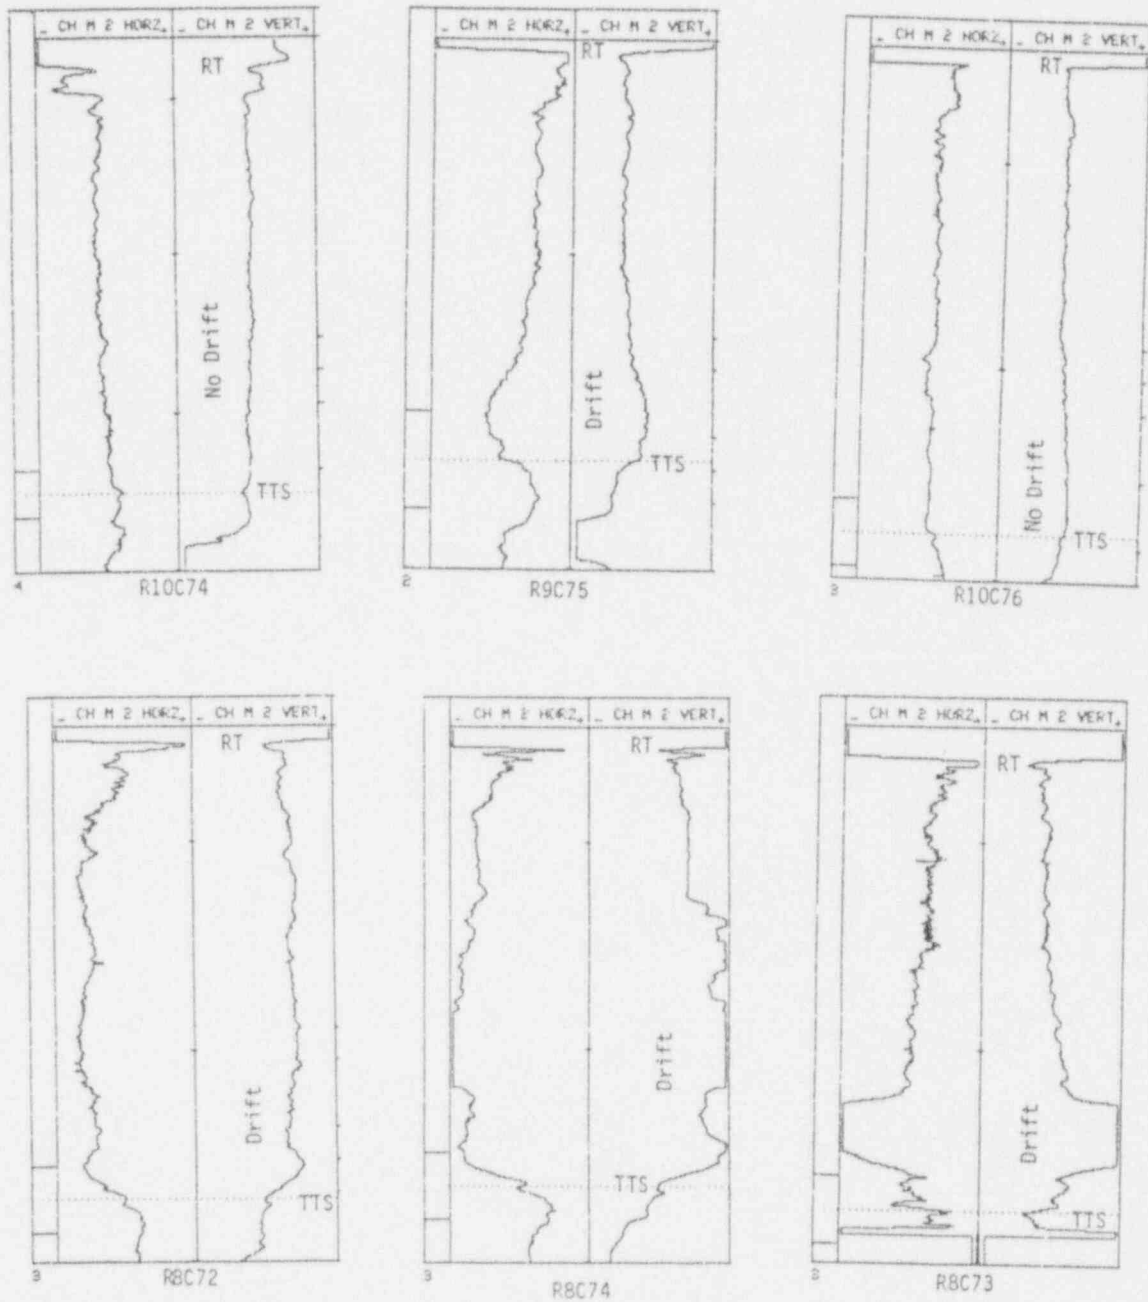 - CH M 2 HORZ + - CH M 2 VERT +
RT
No Drift
TTS
4
R10C74
- CH M 2 HORZ + - CH M 2 VERT +
RT
Drift
2
R9C75
- CH M 2 HORZ + - CH M 2 VERT +
RT
No Drift
TTS
3
R10C76
- CH M 2 HORZ + - CH M 2 VERT +
RT
Drift
TTS
3
R8C72
- CH M 2 HORZ + - CH M 2 VERT +
RT
Drift
TTS
3
R8C74
- CH M 2 HORZ + - CH M 2 VERT +
RT
Drift
TTS
R8C73